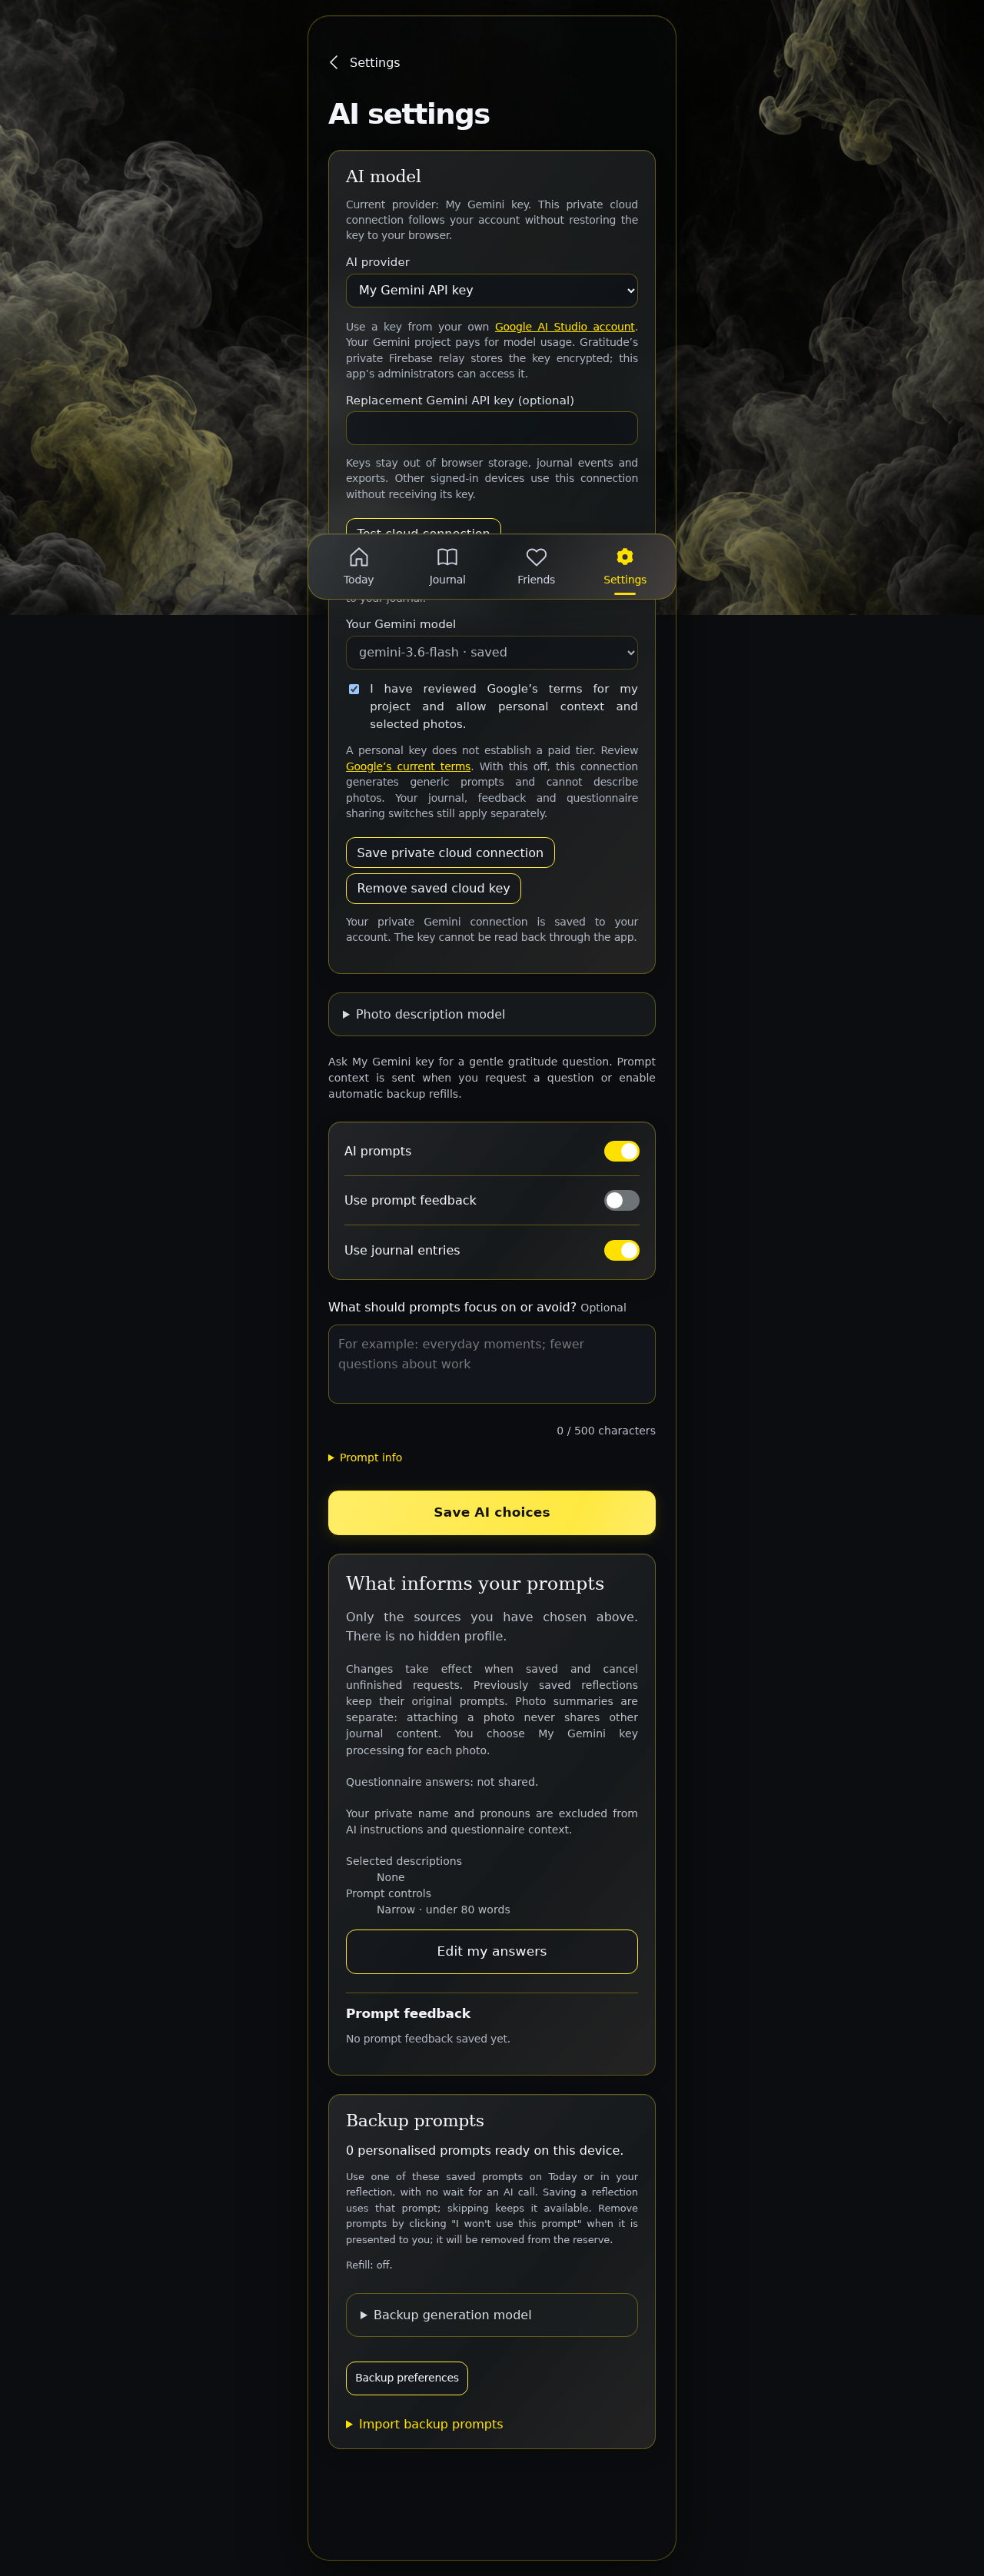 Settings
AI settings
AI model
Current provider: My Gemini key. This private cloud
connection follows your account without restoring the
key to your browser.
AI provider
My Gemini API key
Use a key from your own Google AI Studio account.
Your Gemini project pays for model usage. Gratitude’s
private Firebase relay stores the key encrypted; this
app’s administrators can access it.
Replacement Gemini API key (optional)
Keys stay out of browser storage, journal events and
exports. Other signed-in devices use this connection
without receiving its key.
Test cloud connection
Today
Journal
Friends
Settings
to your journal.
Your Gemini model
gemini-3.6-flash · saved
I have reviewed Google’s terms for my
project and allow personal context and
selected photos.
A personal key does not establish a paid tier. Review
Google’s current terms. With this off, this connection
generates generic prompts and cannot describe
photos. Your journal, feedback and questionnaire
sharing switches still apply separately.
Save private cloud connection
Remove saved cloud key
Your private Gemini connection is saved to your
account. The key cannot be read back through the app.
Photo description model
Ask My Gemini key for a gentle gratitude question. Prompt
context is sent when you request a question or enable
automatic backup refills.
AI prompts
Use prompt feedback
Use journal entries
What should prompts focus on or avoid? Optional
For example: everyday moments; fewer
questions about work
0 / 500 characters
Prompt info
Save AI choices
What informs your prompts
Only the sources you have chosen above.
There is no hidden profile.
Changes take effect when saved and cancel
unfinished requests. Previously saved reflections
keep their original prompts. Photo summaries are
separate: attaching a photo never shares other
journal content. You choose My Gemini key
processing for each photo.
Questionnaire answers: not shared.
Your private name and pronouns are excluded from
AI instructions and questionnaire context.
Selected descriptions
None
Prompt controls
Narrow · under 80 words
Edit my answers
Prompt feedback
No prompt feedback saved yet.
Backup prompts
0 personalised prompts ready on this device.
Use one of these saved prompts on Today or in your
reflection, with no wait for an AI call. Saving a reflection
uses that prompt; skipping keeps it available. Remove
prompts by clicking "I won't use this prompt" when it is
presented to you; it will be removed from the reserve.
Refill: off.
Backup generation model
Backup preferences
Import backup prompts